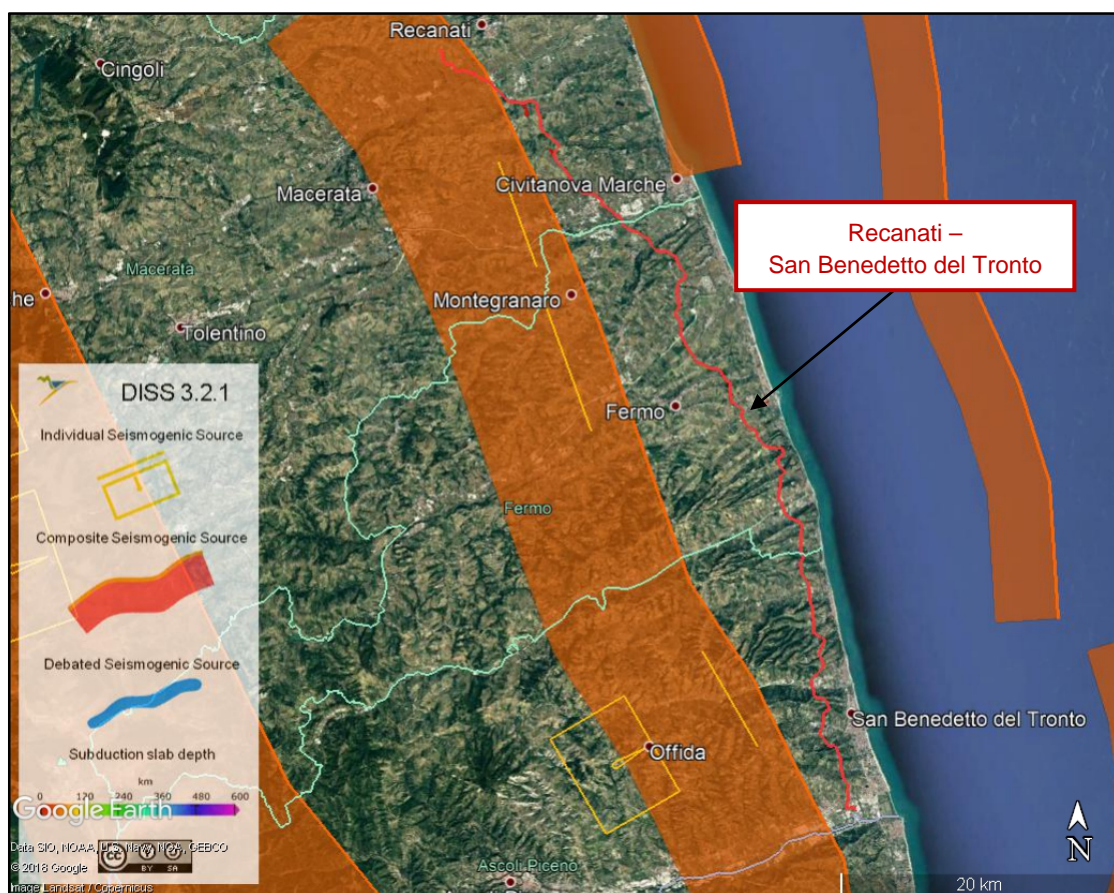 Recanati
Cingoli
Macerata
Civitanova Marche
Recanati –
San Benedetto del Tronto
Macerata
he
Montegranaro
Tolentino
DISS 3.2.1
Individual Seismogenic Source
Fermo
Composite Seismogenic Source
Fermo
Debated Seismogenic Source
San Benedetto del Tronto
Offida
Subduction slab depth
km
0 120 240 360 480 600
Google Earth
N
Data SIO, NOAA, U.S. Navy, NGA, GEBCO
© 2018 Google
CC BY SA
Ascoli Piceno
Image Landsat / Copernicus
20 km